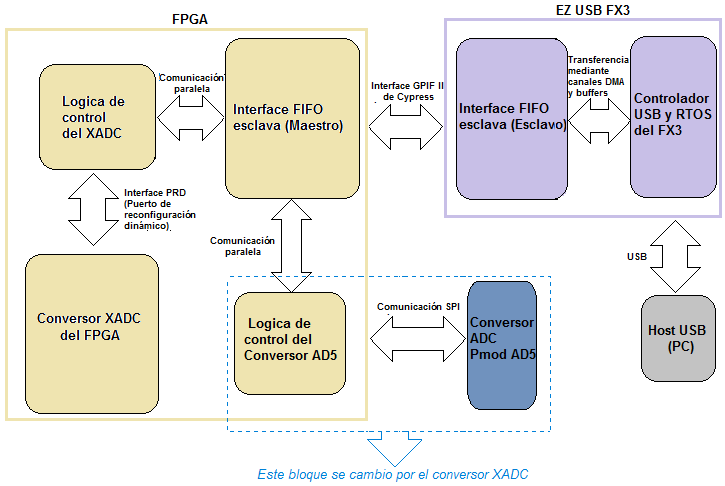 FPGA
EZ USB FX3
Logica de
control
del XADC
Comunicación
paralela
Interface FIFO
esclava (Maestro)
Interface GPIF II
de Cypress
Interface FIFO
esclava (Esclavo)
Transferencia
mediante
canales DMA
y buffers
Controlador
USB y RTOS
del FX3
Interface PRD
(Puerto de
reconfiguración
dinámico)
Comunicación
paralela
USB
Conversor XADC
del FPGA
Logica de
control del
Conversor AD5
Comunicación SPI
Conversor
ADC
Pmod AD5
Host USB
(PC)
Este bloque se cambio por el conversor XADC